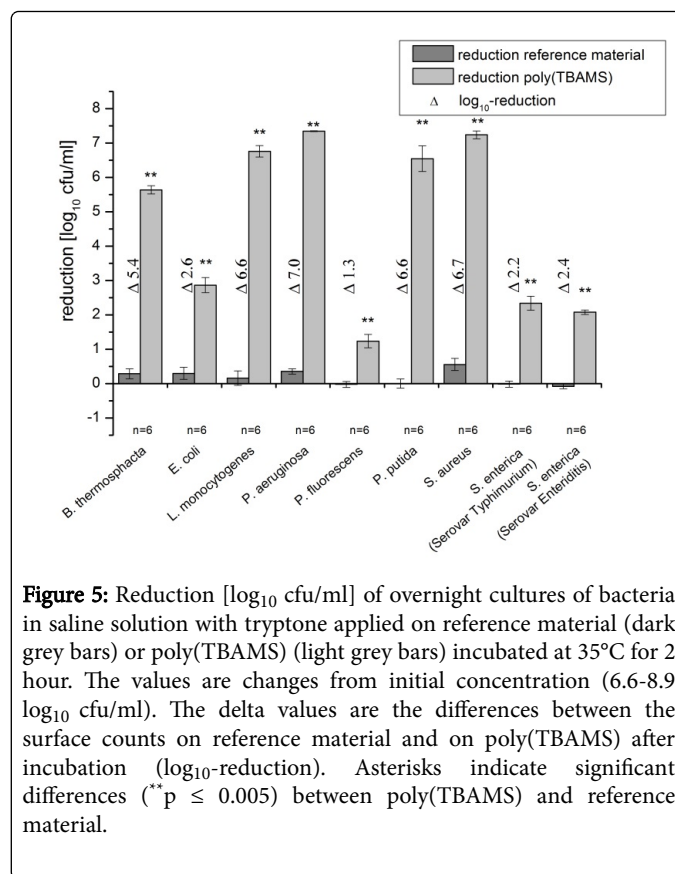 reduction reference material
reduction poly(TBAMS)
Δ log₁₀-reduction
reduction [log₁₀ cfu/ml]
8
7
6
5
4
3
2
1
0
-1
Δ 5.4
**
Δ 2.6
**
Δ 6.6
**
Δ 7.0
**
Δ 1.3
**
Δ 6.6
**
Δ 6.7
**
Δ 2.2
**
Δ 2.4
**
n=6 n=6 n=6 n=6 n=6 n=6 n=6 n=6 n=6
B. thermosphacta
E. coli
L. monocytogenes
P. aeruginosa
P. fluorescens
P. putida
S. aureus
S. enterica
(Serovar Typhimurium)
S. enterica
(Serovar Enteriditis)
Figure 5: Reduction [log₁₀ cfu/ml] of overnight cultures of bacteria
in saline solution with tryptone applied on reference material (dark
grey bars) or poly(TBAMS) (light grey bars) incubated at 35°C for 2
hour. The values are changes from initial concentration (6.6-8.9
log₁₀ cfu/ml). The delta values are the differences between the
surface counts on reference material and on poly(TBAMS) after
incubation (log₁₀-reduction). Asterisks indicate significant
differences (**p ≤ 0.005) between poly(TBAMS) and reference
material.